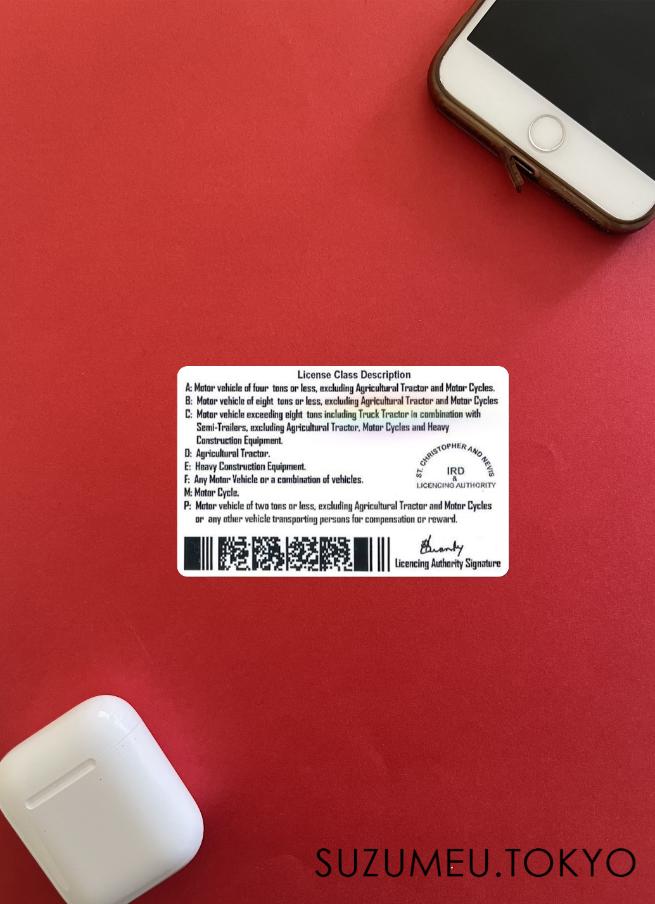 License Class Description
A: Motor vehicle of four tons or less, excluding Agricultural Tractor and Motor Cycles.
B: Motor vehicle of eight tons or less, excluding Agricultural Tractor and Motor Cycles
C: Motor vehicle exceeding eight tons including Truck Tractor in combination with
Semi-Trailers, excluding Agricultural Tractor, Motor Cycles and Heavy
Construction Equipment.
D: Agricultural Tractor.
E: Heavy Construction Equipment.
F: Any Motor Vehicle or a combination of vehicles.
M: Motor Cycle.
P: Motor vehicle of two tons or less, excluding Agricultural Tractor and Motor Cycles
or any other vehicle transporting persons for compensation or reward.
ST. CHRISTOPHER AND NEVIS
IRD
&
LICENCING AUTHORITY
Licencing Authority Signature
SUZUMEU.TOKYO